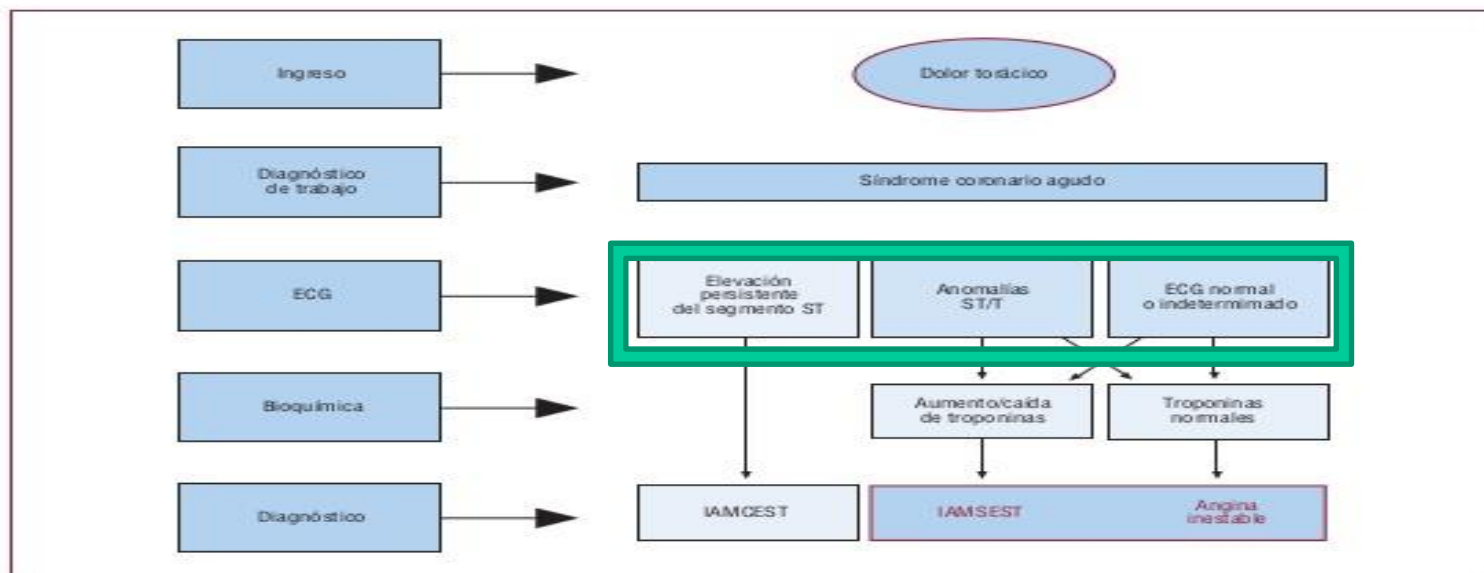 Ingreso
Dolor torácico
Diagnóstico
de trabajo
Síndrome coronario agudo
ECG
Elevación
persistente
del segmento ST
Anomalías
ST/T
ECG normal
o indetermimado
Bioquímica
Aumento/caída
de troponinas
Troponinas
normales
Diagnóstico
IAMCEST
IAMSEST
Angina
inestable